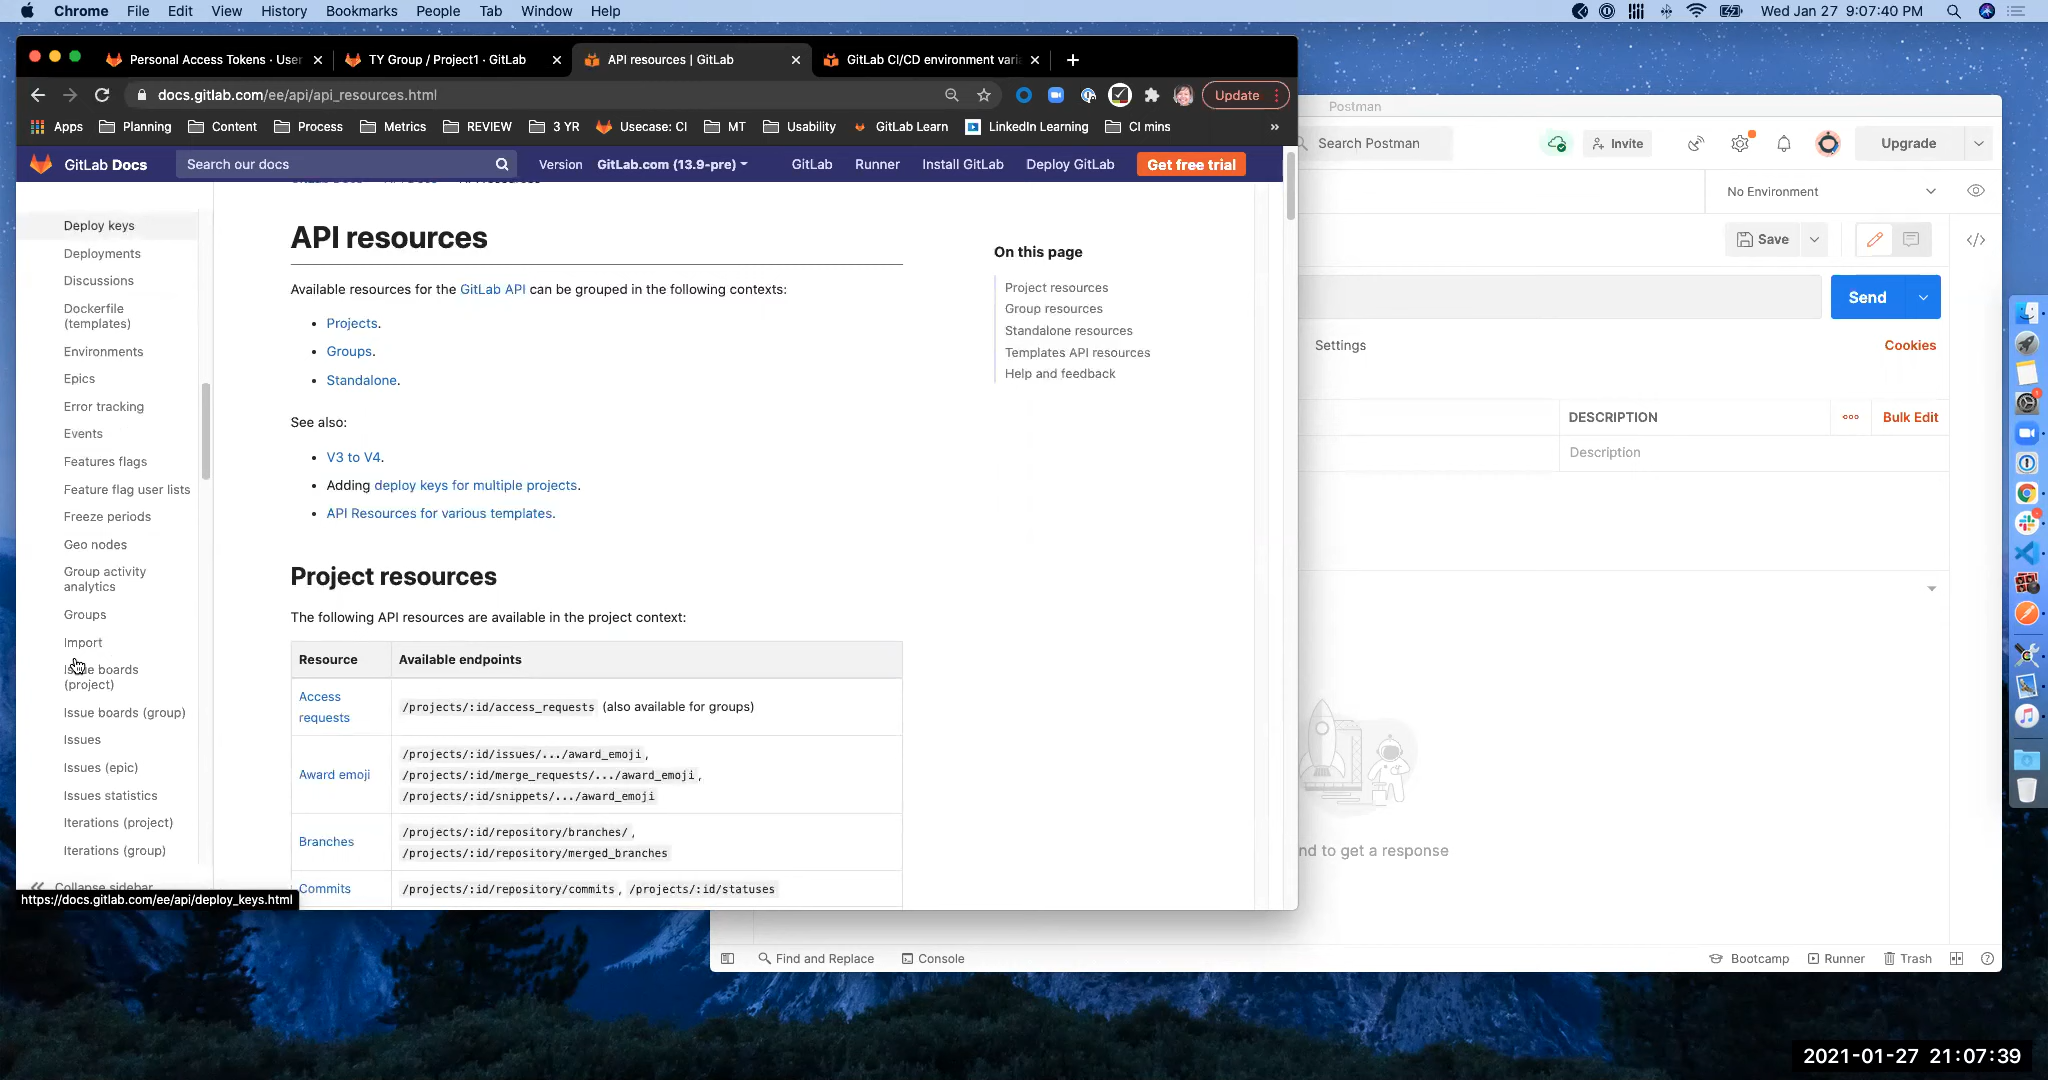 Chrome File Edit View History Bookmarks People Tab Window Help
Wed Jan 27 9:07:40 PM
Personal Access Tokens · User
TY Group / Project1 · GitLab
API resources | GitLab
GitLab CI/CD environment vari
docs.gitlab.com/ee/api/api_resources.html
Update
Apps Planning Content Process Metrics REVIEW 3 YR Usecase: CI MT Usability GitLab Learn LinkedIn Learning CI mins »
GitLab Docs
Search our docs
Version GitLab.com (13.9-pre)
GitLab Runner Install GitLab Deploy GitLab Get free trial
Deploy keys
Deployments
Discussions
Dockerfile
(templates)
Environments
Epics
Error tracking
Events
Features flags
Feature flag user lists
Freeze periods
Geo nodes
Group activity
analytics
Groups
Import
Issue boards
(project)
Issue boards (group)
Issues
Issues (epic)
Issues statistics
Iterations (project)
Iterations (group)
Collapse sidebar
https://docs.gitlab.com/ee/api/deploy_keys.html
API resources
Available resources for the GitLab API can be grouped in the following contexts:
• Projects.
• Groups.
• Standalone.
See also:
• V3 to V4.
• Adding deploy keys for multiple projects.
• API Resources for various templates.
Project resources
The following API resources are available in the project context:
Resource Available endpoints
Access
requests
/projects/:id/access_requests (also available for groups)
Award emoji
/projects/:id/issues/.../award_emoji,
/projects/:id/merge_requests/.../award_emoji,
/projects/:id/snippets/.../award_emoji
Branches
/projects/:id/repository/branches/,
/projects/:id/repository/merged_branches
Commits
/projects/:id/repository/commits, /projects/:id/statuses
On this page
Project resources
Group resources
Standalone resources
Templates API resources
Help and feedback
Postman
Search Postman
Invite
Upgrade
No Environment
Save
Send
Settings
Cookies
DESCRIPTION
Bulk Edit
Description
nd to get a response
Find and Replace
Console
Bootcamp
Runner
Trash
2021-01-27 21:07:39